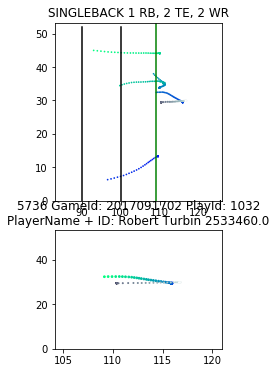 SINGLEBACK 1 RB, 2 TE, 2 WR
50
40
30
20
10
0
90 100 110 120
5736 GameId: 2017091702 PlayId: 1032
PlayerName + ID: Robert Turbin 2533460.0
40
20
0
105 110 115 120